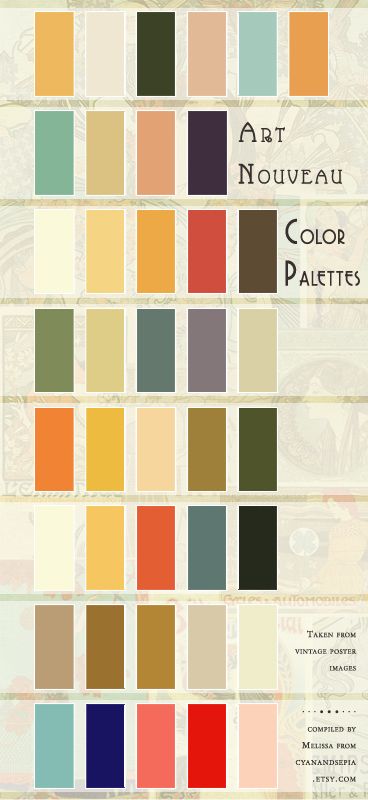 Art
Nouveau
Color
Palettes
Taken from
vintage poster
images
compiled by
Melissa from
cyanandsepia
.etsy.com